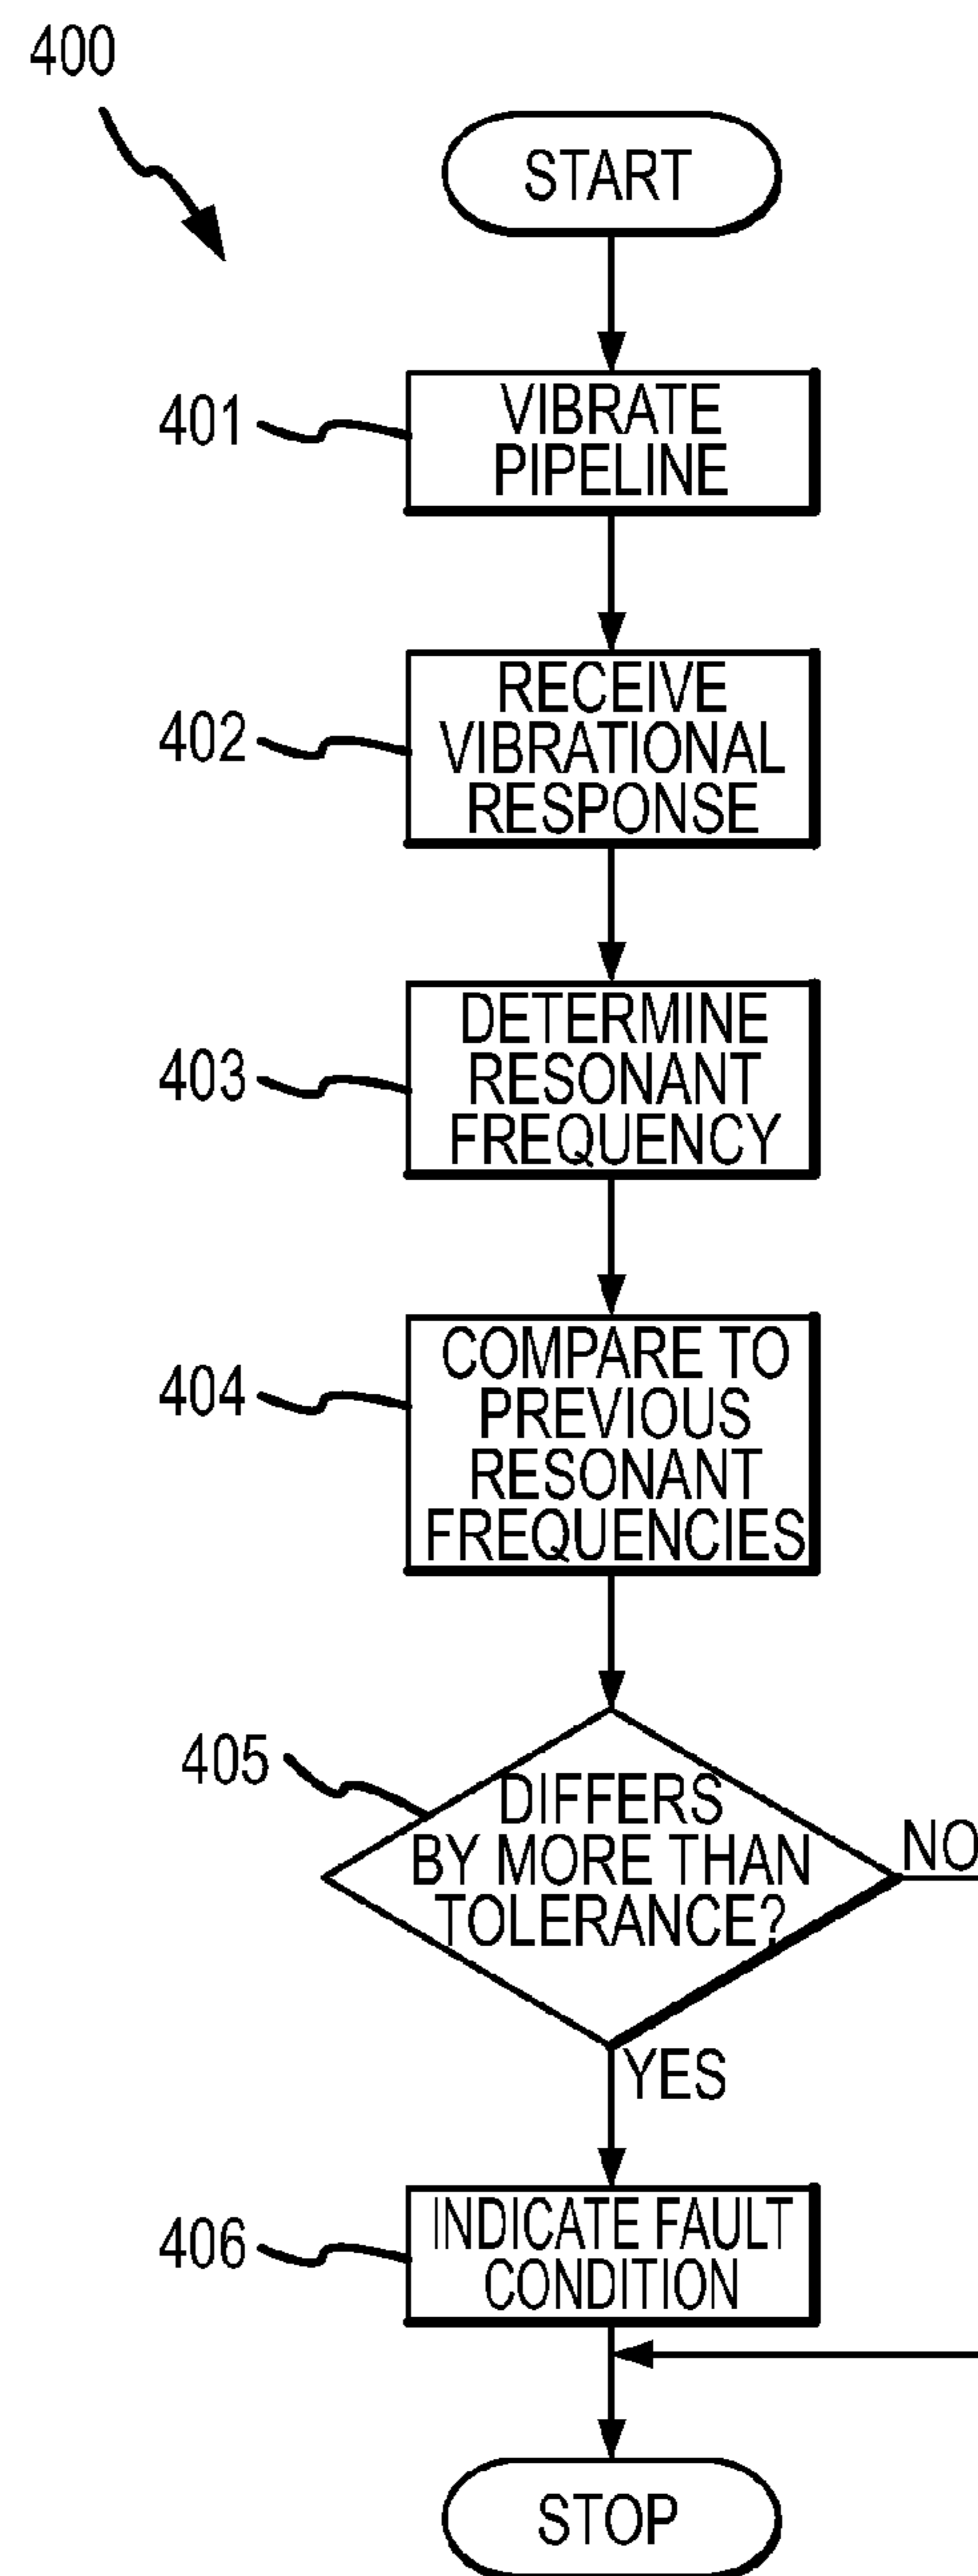 400
START
401
VIBRATE
PIPELINE
402
RECEIVE
VIBRATIONAL
RESPONSE
403
DETERMINE
RESONANT
FREQUENCY
404
COMPARE TO
PREVIOUS
RESONANT
FREQUENCIES
405
DIFFERS
BY MORE THAN
TOLERANCE?
NO
YES
406
INDICATE FAULT
CONDITION
STOP